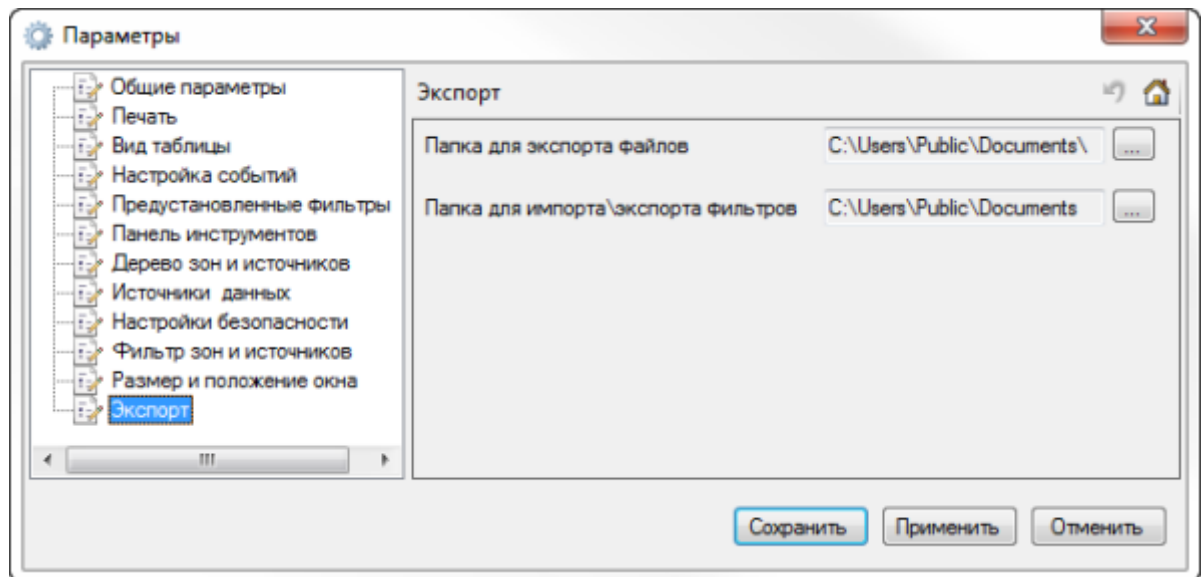 Параметры
Общие параметры
Печать
Вид таблицы
Настройка событий
Предустановленные фильтры
Панель инструментов
Дерево зон и источников
Источники данных
Настройки безопасности
Фильтр зон и источников
Размер и положение окна
Экспорт
Экспорт
Папка для экспорта файлов C:\Users\Public\Documents\ ...
Папка для импорта\экспорта фильтров C:\Users\Public\Documents ...
Сохранить Применить Отменить